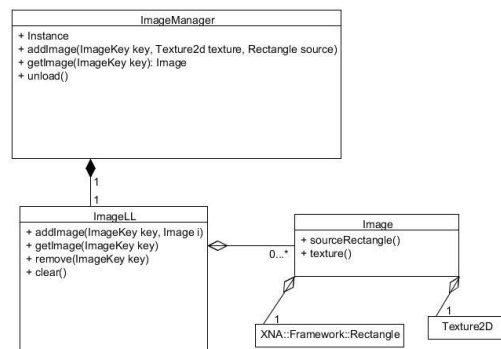 ImageManager
+ Instance
+ addImage(ImageKey key, Texture2d texture, Rectangle source)
+ getImage(ImageKey key): Image
+ unload()
1
1
ImageLL
+ addImage(ImageKey key, Image i)
+ getImage(ImageKey key)
+ remove(ImageKey key)
+ clear()
0...*
Image
+ sourceRectangle()
+ texture()
1
XNA::Framework::Rectangle
1
Texture2D